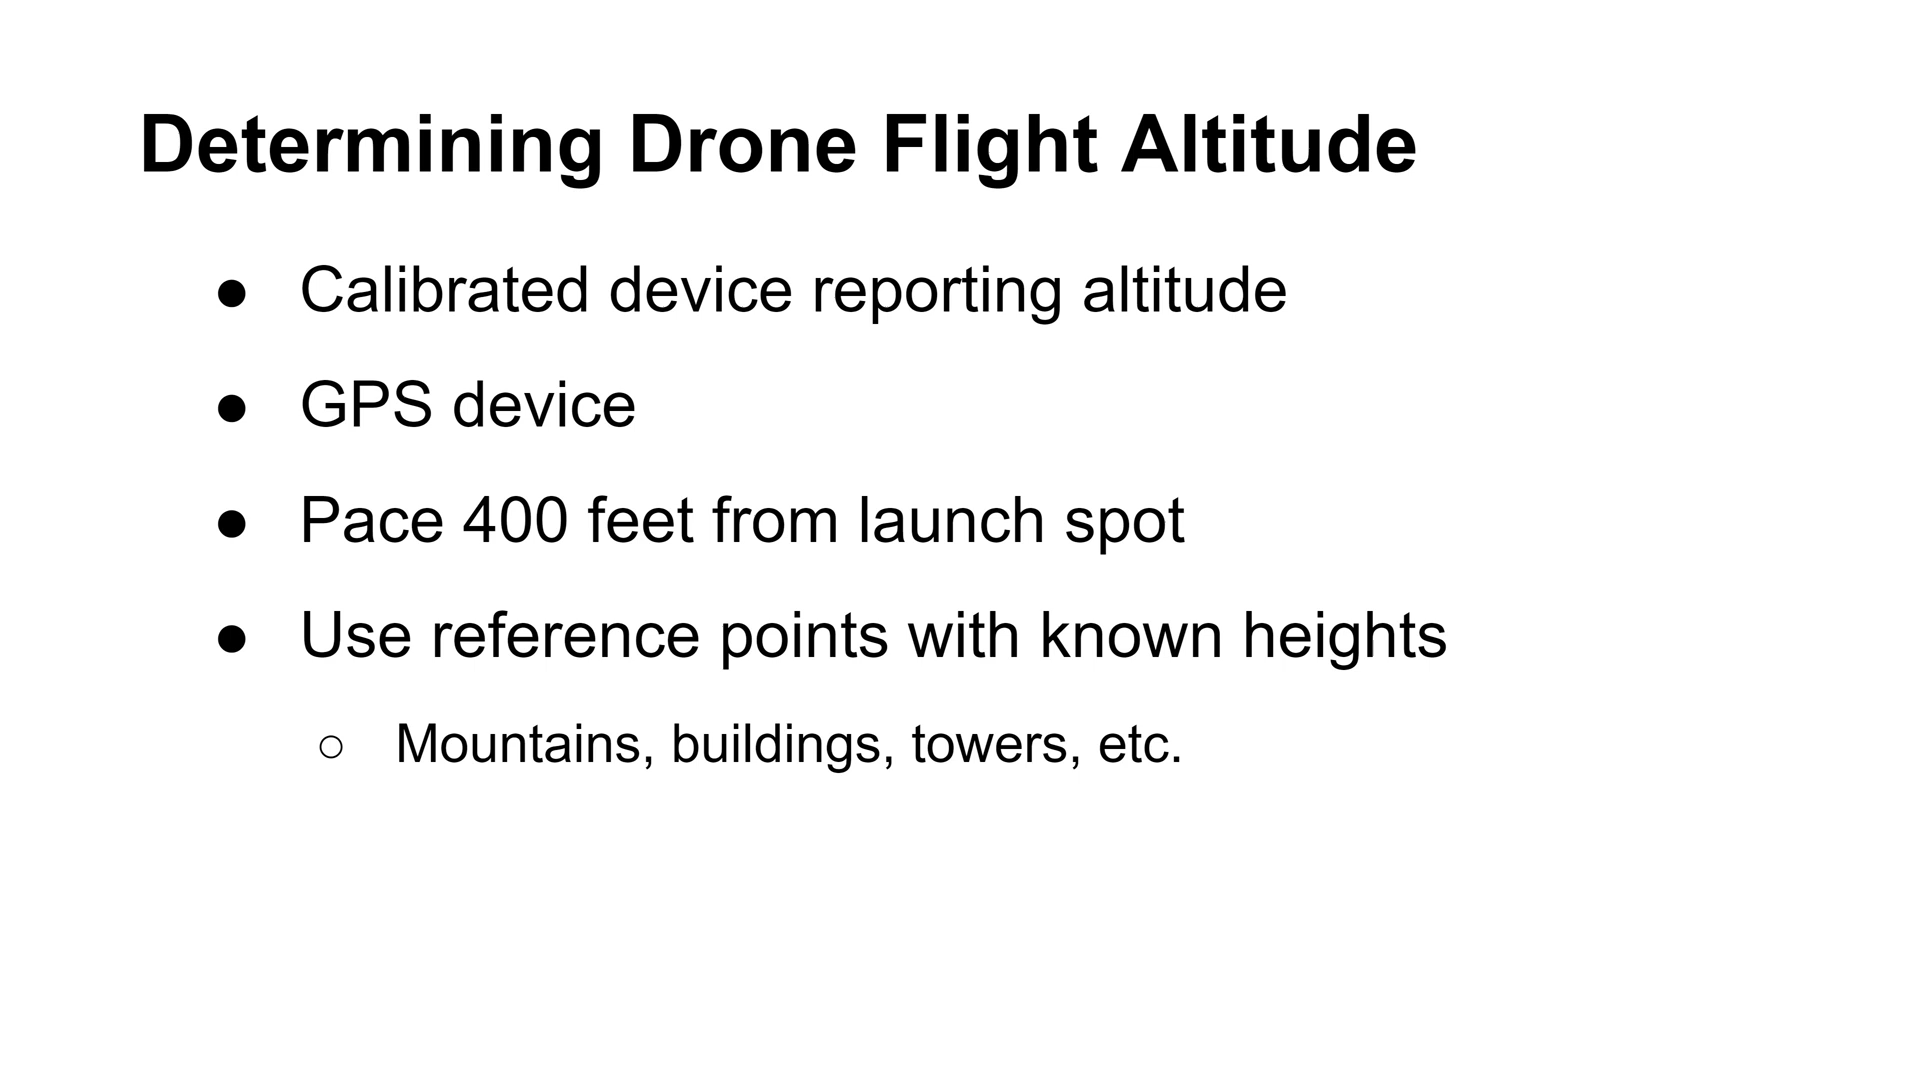 Determining Drone Flight Altitude
● Calibrated device reporting altitude
● GPS device
● Pace 400 feet from launch spot
● Use reference points with known heights
○ Mountains, buildings, towers, etc.